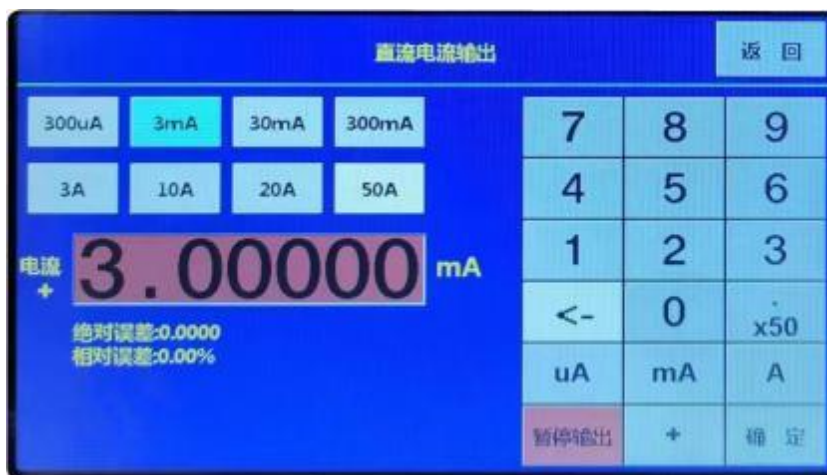 直流电流输出
返 回
300uA 3mA 30mA 300mA
3A 10A 20A 50A
电流
+
3.00000 mA
绝对误差:0.0000
相对误差:0.00%
7 8 9
4 5 6
1 2 3
<- 0 .
x50
uA mA A
暂停输出 + 确 定